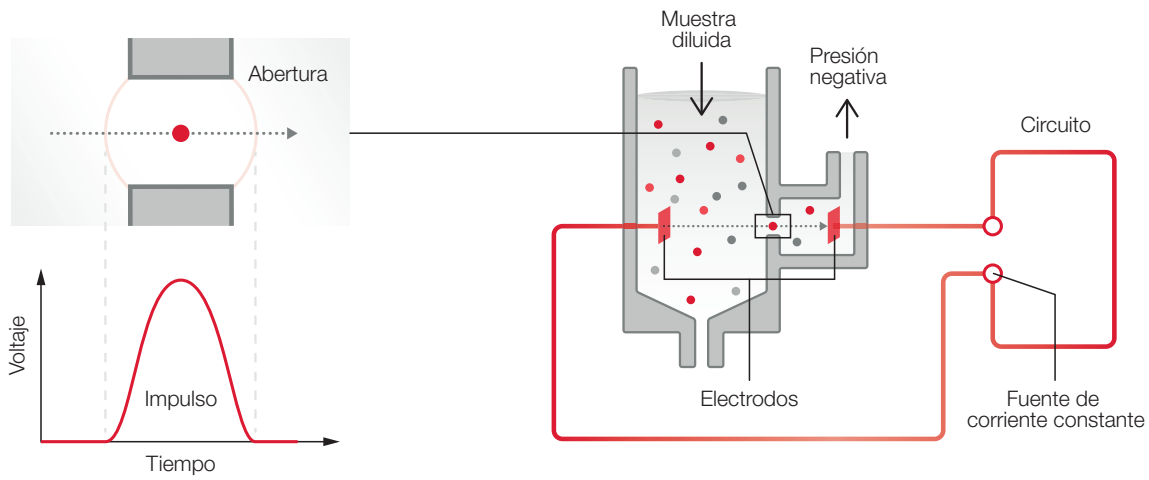 Abertura
Voltaje
Impulso
Tiempo
Muestra
diluida
Presión
negativa
Circuito
Electrodos
Fuente de
corriente constante